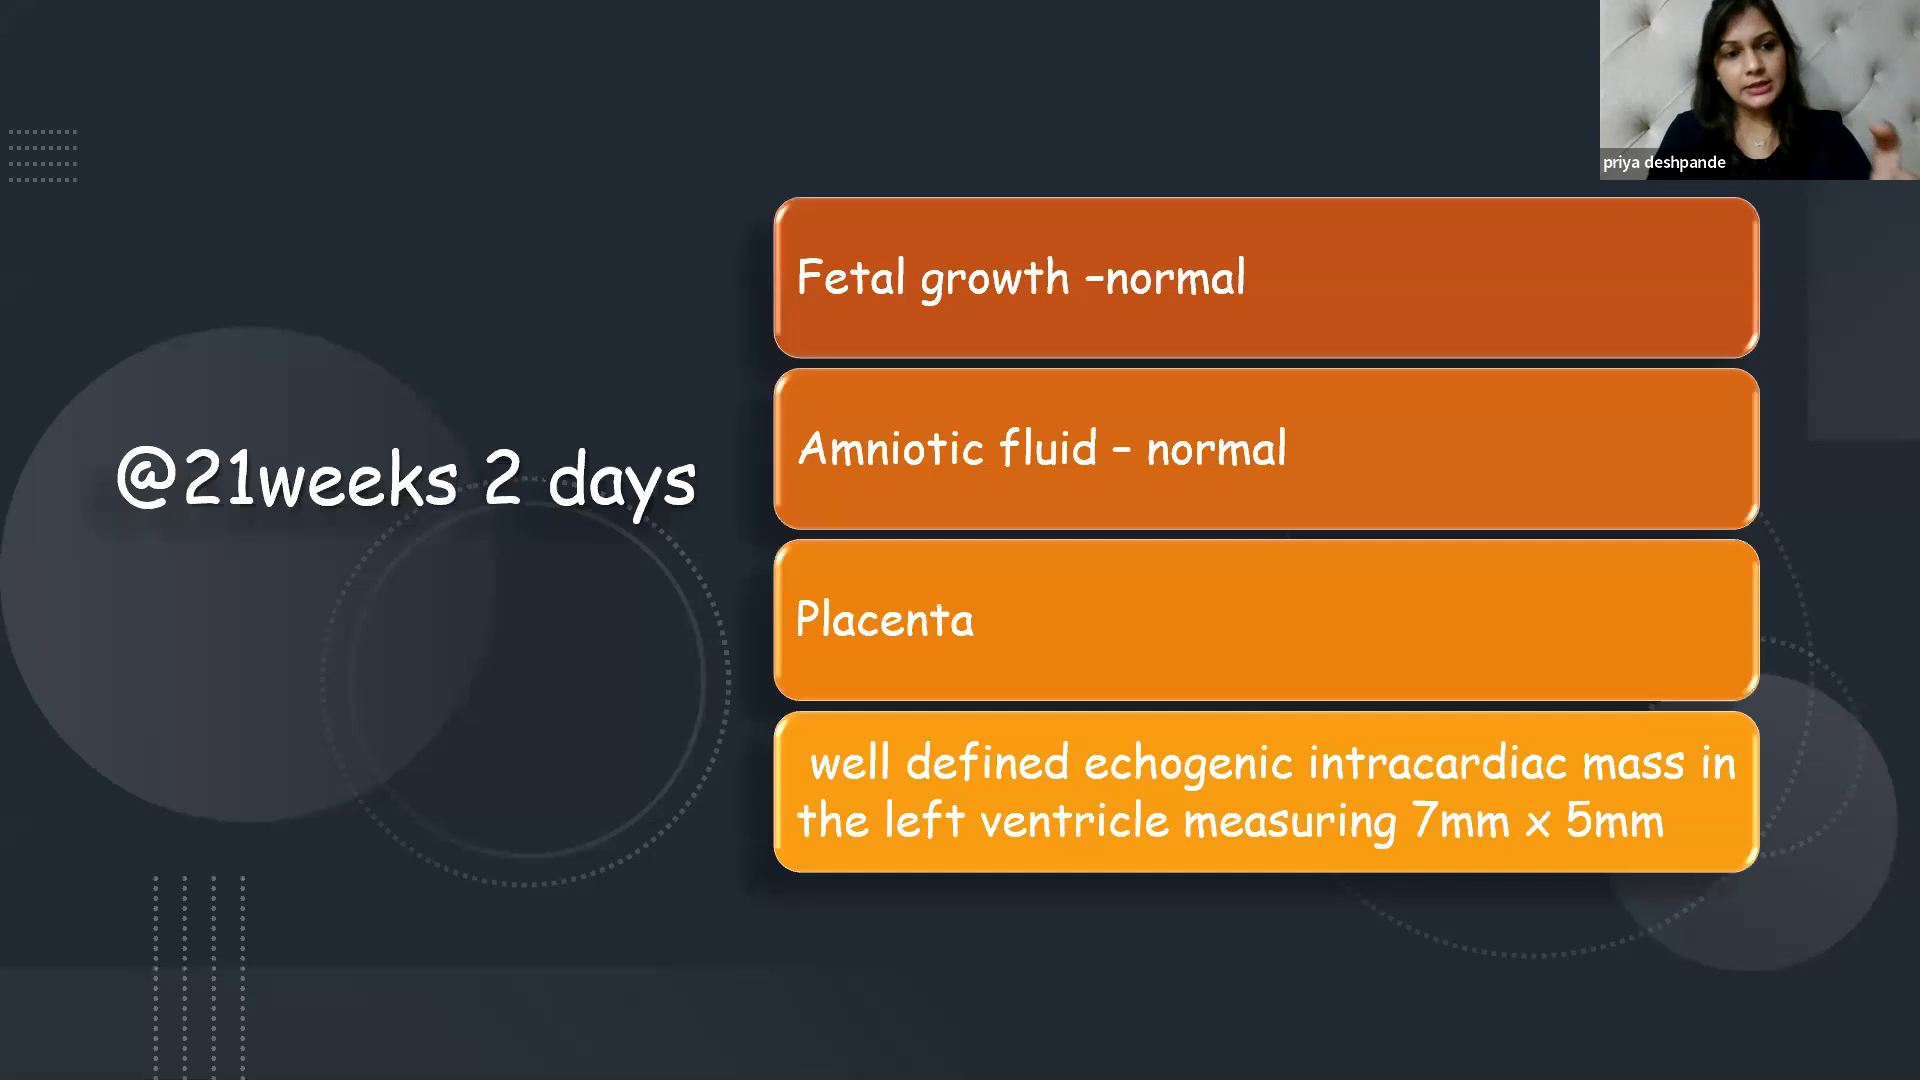 priya deshpande
@21weeks 2 days
Fetal growth –normal
Amniotic fluid – normal
Placenta
well defined echogenic intracardiac mass in
the left ventricle measuring 7mm x 5mm